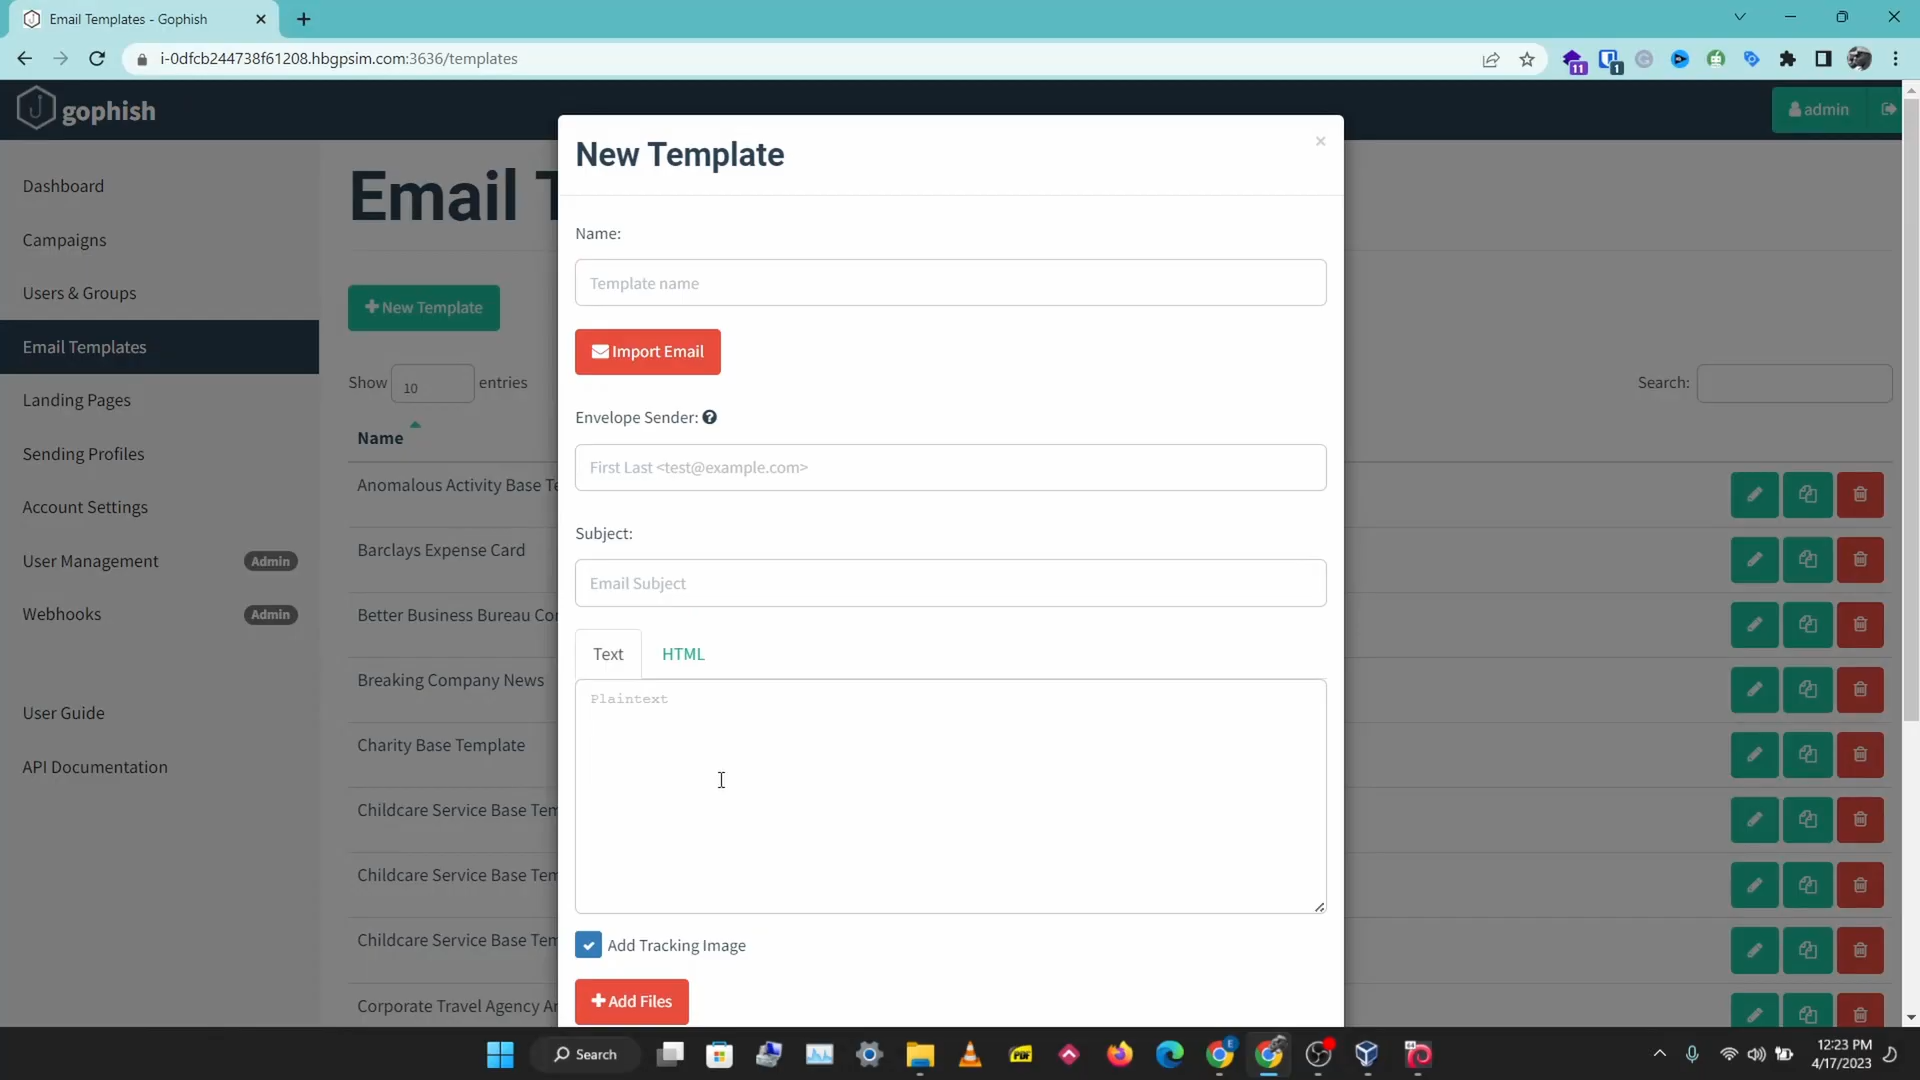 Email Templates - Gophish
i-0dfcb244738f61208.hbgpsim.com:3636/templates
11
1
gophish
admin
Dashboard
Campaigns
Users & Groups
Email Templates
Landing Pages
Sending Profiles
Account Settings
User Management Admin
Webhooks Admin
User Guide
API Documentation
Email T
New Template
Show 10 entries
Search:
Name
Anomalous Activity Base Te
Barclays Expense Card
Better Business Bureau Co
Breaking Company News
Charity Base Template
Childcare Service Base Tem
Childcare Service Base Tem
Childcare Service Base Tem
Corporate Travel Agency A
New Template
×
Name:
Template name
Import Email
Envelope Sender:
First Last <test@example.com>
Subject:
Email Subject
Text HTML
Plaintext
Add Tracking Image
Add Files
Search
PDF
E
12:23 PM
4/17/2023